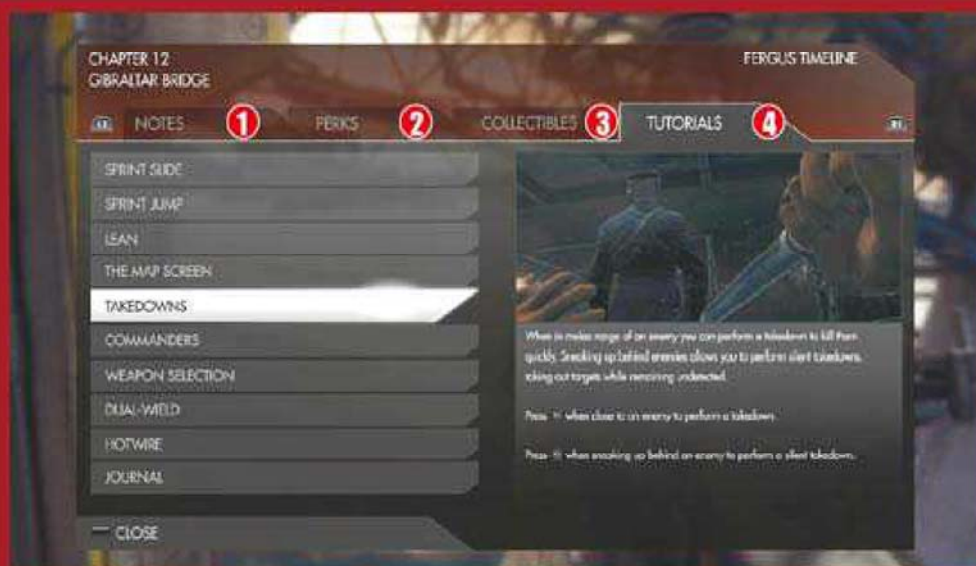 CHAPTER 12
FERGUS TIMELINE
GIBRALTAR BRIDGE
NOTES 1 PERKS 2 COLLECTIBLES 3 TUTORIALS 4
SPRINT SLIDE
SPRINT JUMP
LEAN
THE MAP SCREEN
TAKEDOWNS
COMMANDERS
WEAPON SELECTION
DUAL-WIELD
HOTWIRE
JOURNAL
When in melee range of an enemy you can perform a takedown to kill them
quickly. Sneaking up behind enemies allows you to perform silent takedowns,
taking out targets while remaining undetected.
Press when close to an enemy to perform a takedown.
Press when sneaking up behind an enemy to perform a silent takedown.
CLOSE